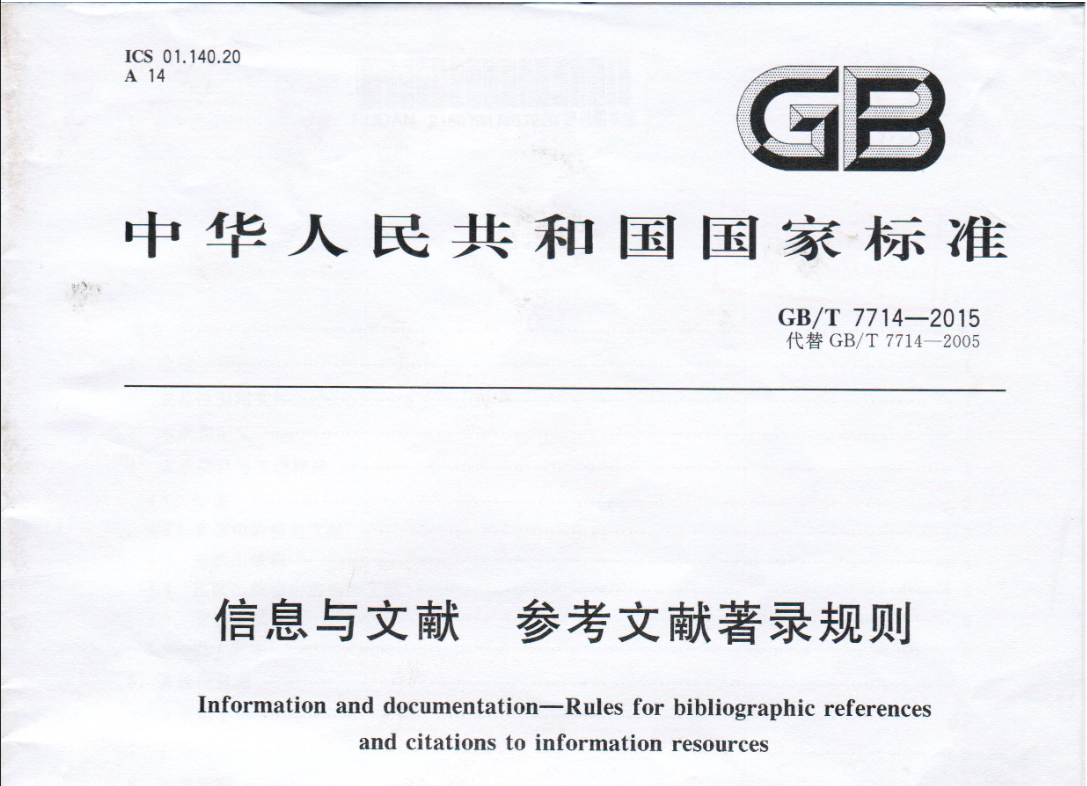 ICS 01.140.20
A 14
GB
中华人民共和国国家标准
GB/T 7714—2015
代替 GB/T 7714—2005
信息与文献 参考文献著录规则
Information and documentation—Rules for bibliographic references
and citations to information resources